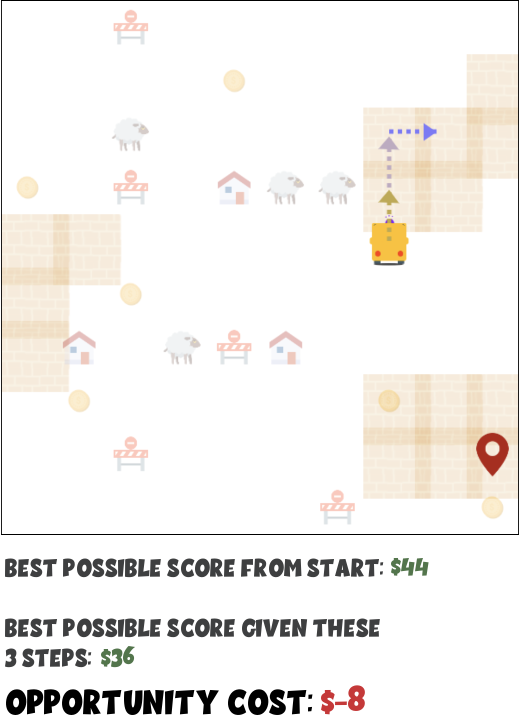 BEST POSSIBLE SCORE FROM START: $44
BEST POSSIBLE SCORE GIVEN THESE
3 STEPS: $36
OPPORTUNITY COST: $-8